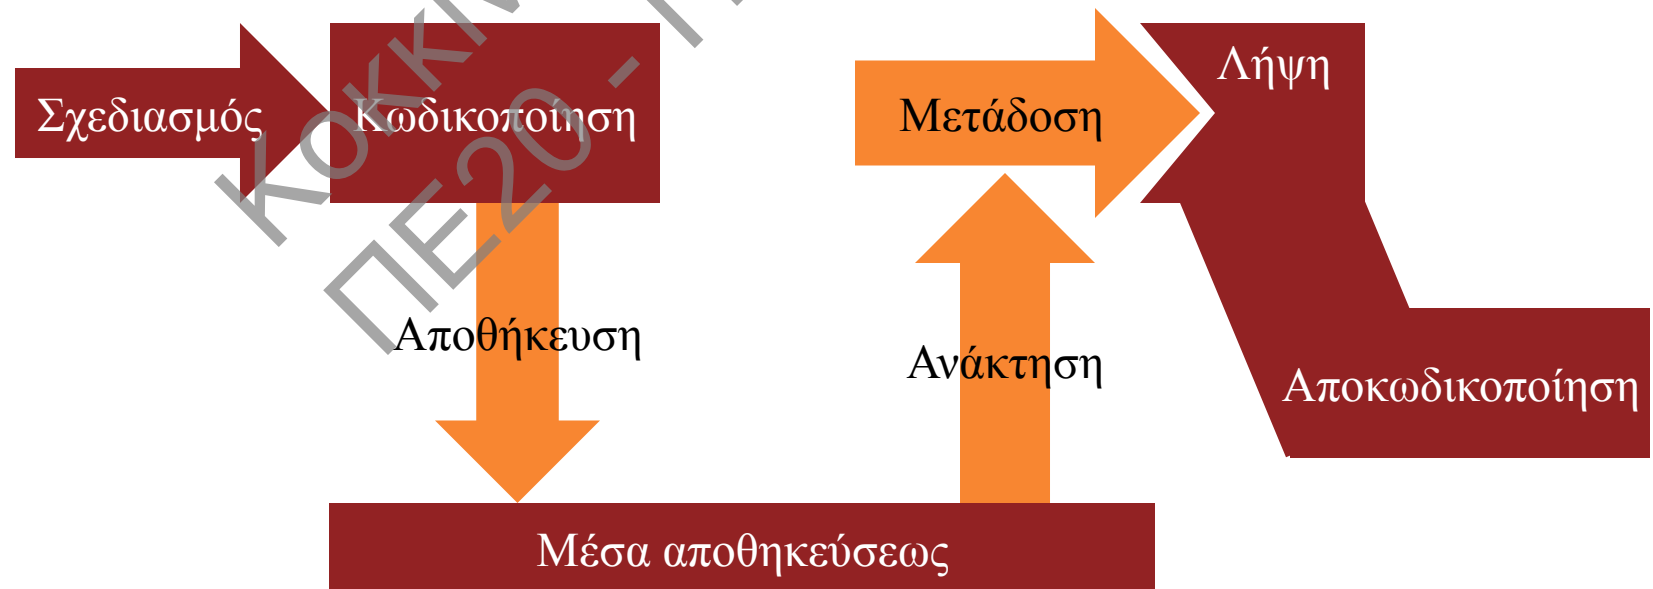 Σχεδιασμός
Κωδικοποίηση
Αποθήκευση
Μέσα αποθηκεύσεως
Ανάκτηση
Μετάδοση
Λήψη
Αποκωδικοποίηση
ΠΕ20 -